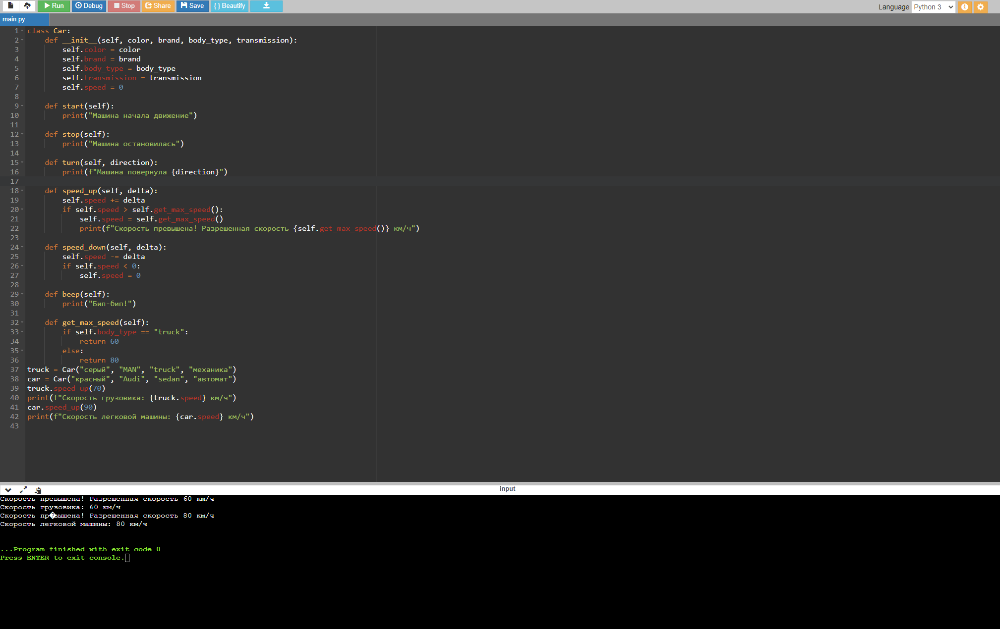 Run Debug Stop Share Save { } Beautify Language Python 3
main.py
1 class Car:
2     def __init__(self, color, brand, body_type, transmission):
3         self.color = color
4         self.brand = brand
5         self.body_type = body_type
6         self.transmission = transmission
7         self.speed = 0
8
9     def start(self):
10         print("Машина начала движение")
11
12     def stop(self):
13         print("Машина остановилась")
14
15     def turn(self, direction):
16         print(f"Машина повернула {direction}")
17
18     def speed_up(self, delta):
19         self.speed += delta
20         if self.speed > self.get_max_speed():
21             self.speed = self.get_max_speed()
22             print(f"Скорость превышена! Разрешенная скорость {self.get_max_speed()} км/ч")
23
24     def speed_down(self, delta):
25         self.speed -= delta
26         if self.speed < 0:
27             self.speed = 0
28
29     def beep(self):
30         print("Бип-бип!")
31
32     def get_max_speed(self):
33         if self.body_type == "truck":
34             return 60
35         else:
36             return 80
37 truck = Car("серый", "MAN", "truck", "механика")
38 car = Car("красный", "Audi", "sedan", "автомат")
39 truck.speed_up(70)
40 print(f"Скорость грузовика: {truck.speed} км/ч")
41 car.speed_up(90)
42 print(f"Скорость легковой машины: {car.speed} км/ч")
43
input
Скорость превышена! Разрешенная скорость 60 км/ч
Скорость грузовика: 60 км/ч
Скорость пр�вышена! Разрешенная скорость 80 км/ч
Скорость легковой машины: 80 км/ч
...Program finished with exit code 0
Press ENTER to exit console.